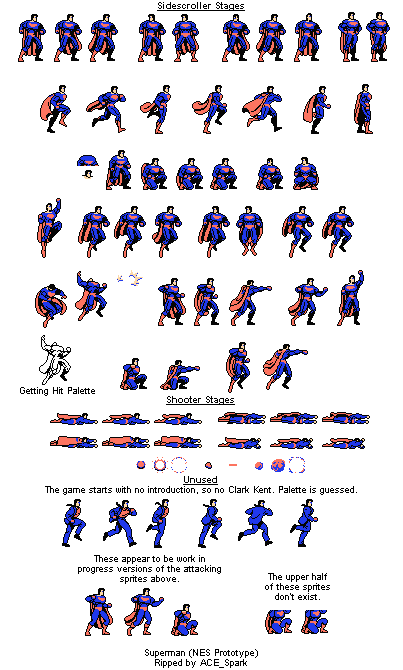 Sidescroller Stages
Getting Hit Palette
Shooter Stages
Unused
The game starts with no introduction, so no Clark Kent. Palette is guessed.
These appear to be work in
progress versions of the attacking
sprites above.
The upper half
of these sprites
don't exist.
Superman (NES Prototype)
Ripped by ACE_Spark